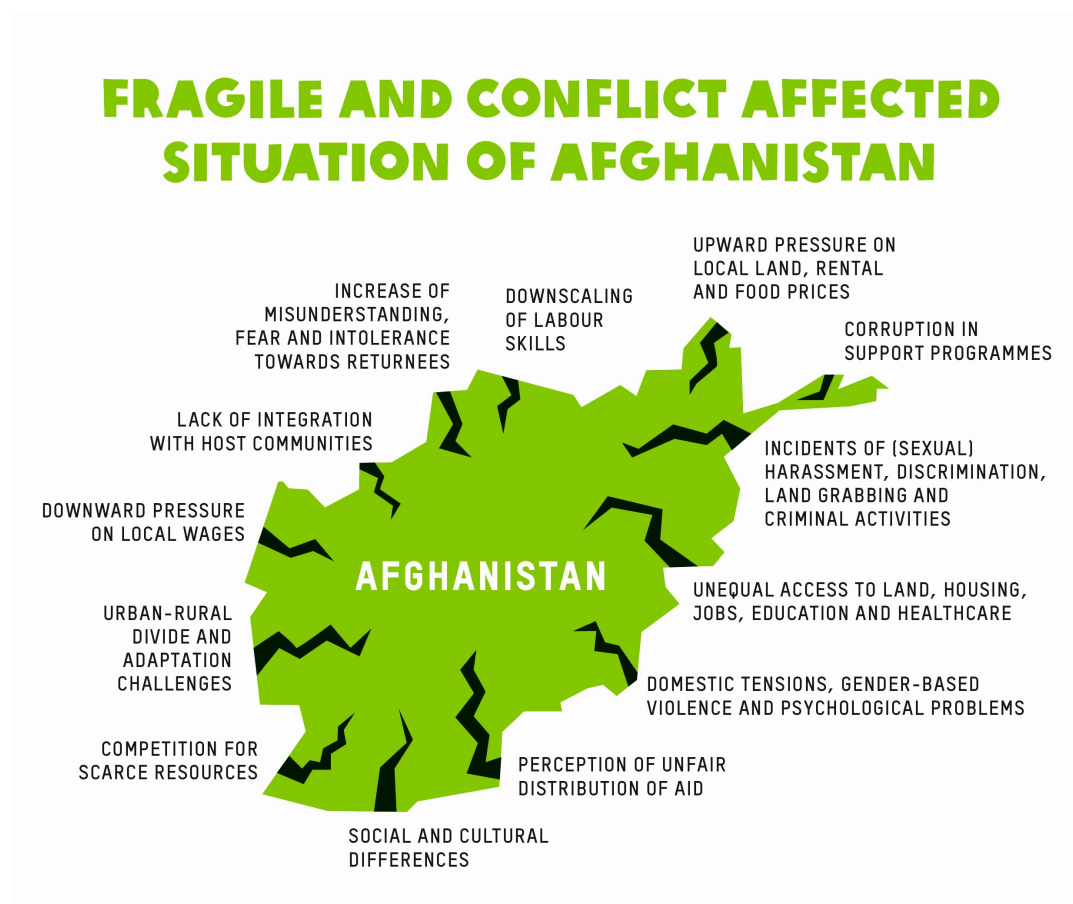 FRAGILE AND CONFLICT AFFECTED
SITUATION OF AFGHANISTAN
UPWARD PRESSURE ON
LOCAL LAND, RENTAL
AND FOOD PRICES
INCREASE OF
MISUNDERSTANDING,
FEAR AND INTOLERANCE
TOWARDS RETURNEES
DOWNSCALING
OF LABOUR
SKILLS
CORRUPTION IN
SUPPORT PROGRAMMES
LACK OF INTEGRATION
WITH HOST COMMUNITIES
INCIDENTS OF (SEXUAL)
HARASSMENT, DISCRIMINATION,
LAND GRABBING AND
CRIMINAL ACTIVITIES
DOWNWARD PRESSURE
ON LOCAL WAGES
AFGHANISTAN
UNEQUAL ACCESS TO LAND, HOUSING,
JOBS, EDUCATION AND HEALTHCARE
URBAN-RURAL
DIVIDE AND
ADAPTATION
CHALLENGES
DOMESTIC TENSIONS, GENDER-BASED
VIOLENCE AND PSYCHOLOGICAL PROBLEMS
COMPETITION FOR
SCARCE RESOURCES
PERCEPTION OF UNFAIR
DISTRIBUTION OF AID
SOCIAL AND CULTURAL
DIFFERENCES